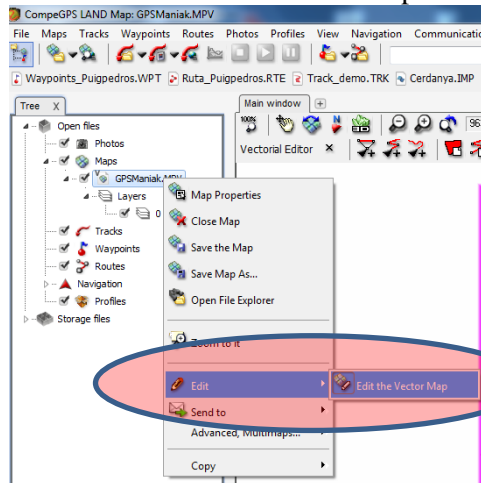 CompeGPS LAND Map: GPSManiak.MPV
File Maps Tracks Waypoints Routes Photos Profiles View Navigation Communicatio
Waypoints_Puigpedros.WPT Ruta_Puigpedros.RTE Track_demo.TRK Cerdanya.IMP
Tree X
Main window
Open files
100% 96
Photos
Vectorial Editor ×
Maps
GPSManiak.MPV
Map Properties
Layers
0
Close Map
Tracks
Waypoints
Save the Map
Routes
Save Map As...
Navigation
Profiles
Open File Explorer
Storage files
Zoom to it
Edit
Edit the Vector Map
Send to
Advanced, Multimaps...
Copy